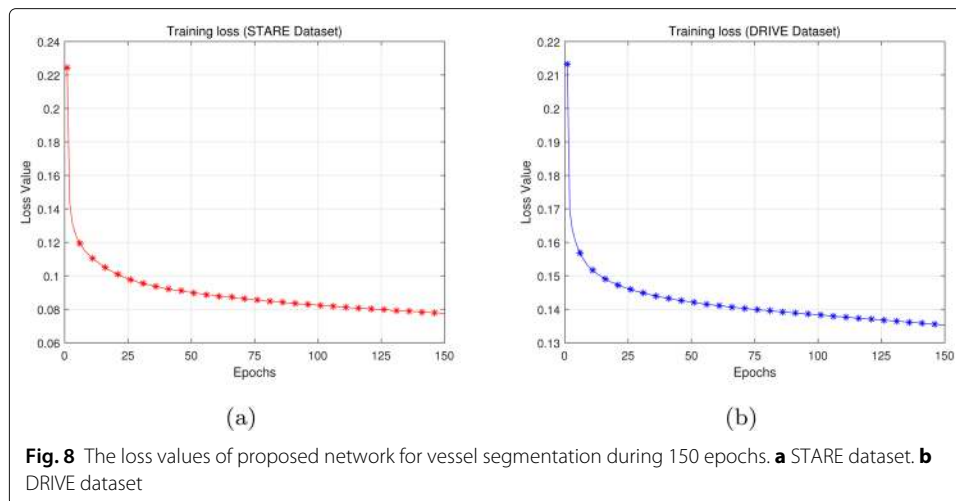 Training loss (STARE Dataset)
0.24
0.22
0.2
0.18
0.16
0.14
0.12
0.1
0.08
0.06
Loss Value
0 25 50 75 100 125 150
Epochs
(a)
Training loss (DRIVE Dataset)
0.22
0.21
0.2
0.19
0.18
0.17
0.16
0.15
0.14
0.13
Loss Value
0 25 50 75 100 125 150
Epochs
(b)
Fig. 8 The loss values of proposed network for vessel segmentation during 150 epochs. a STARE dataset. b
DRIVE dataset